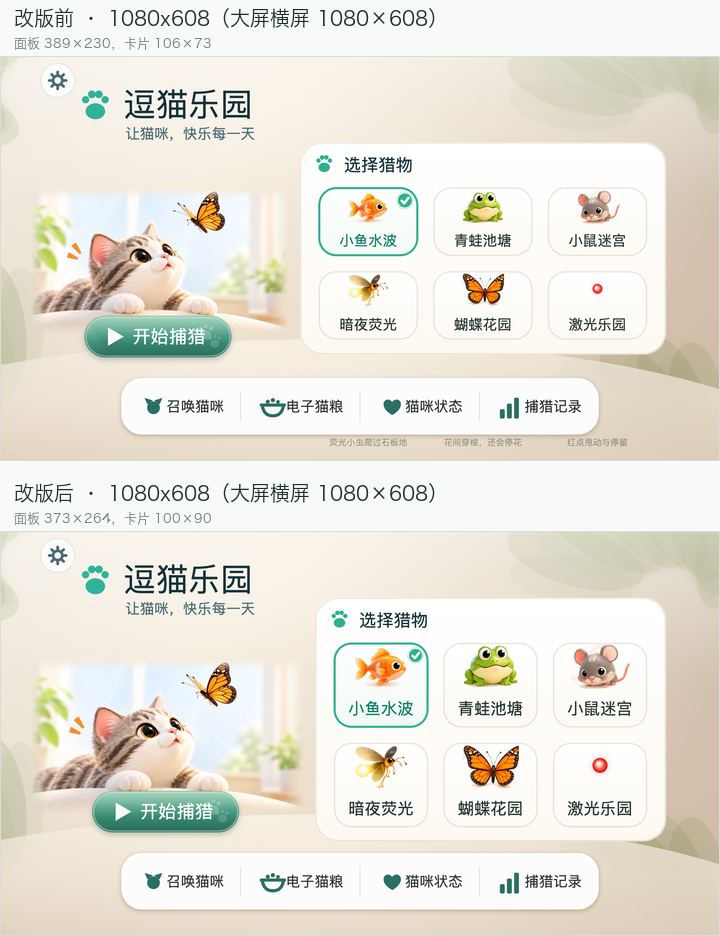 改版前 · 1080x608（大屏横屏 1080×608）
面板 389×230，卡片 106×73
逗猫乐园
让猫咪，快乐每一天
选择猎物
小鱼水波 青蛙池塘 小鼠迷宫
暗夜荧光 蝴蝶花园 激光乐园
开始捕猎
召唤猫咪 电子猫粮 猫咪状态 捕猎记录
荧光小虫爬过石板地 花间穿梭，还会停花 红点甩动与停留
改版后 · 1080x608（大屏横屏 1080×608）
面板 373×264，卡片 100×90
逗猫乐园
让猫咪，快乐每一天
选择猎物
小鱼水波 青蛙池塘 小鼠迷宫
暗夜荧光 蝴蝶花园 激光乐园
开始捕猎
召唤猫咪 电子猫粮 猫咪状态 捕猎记录